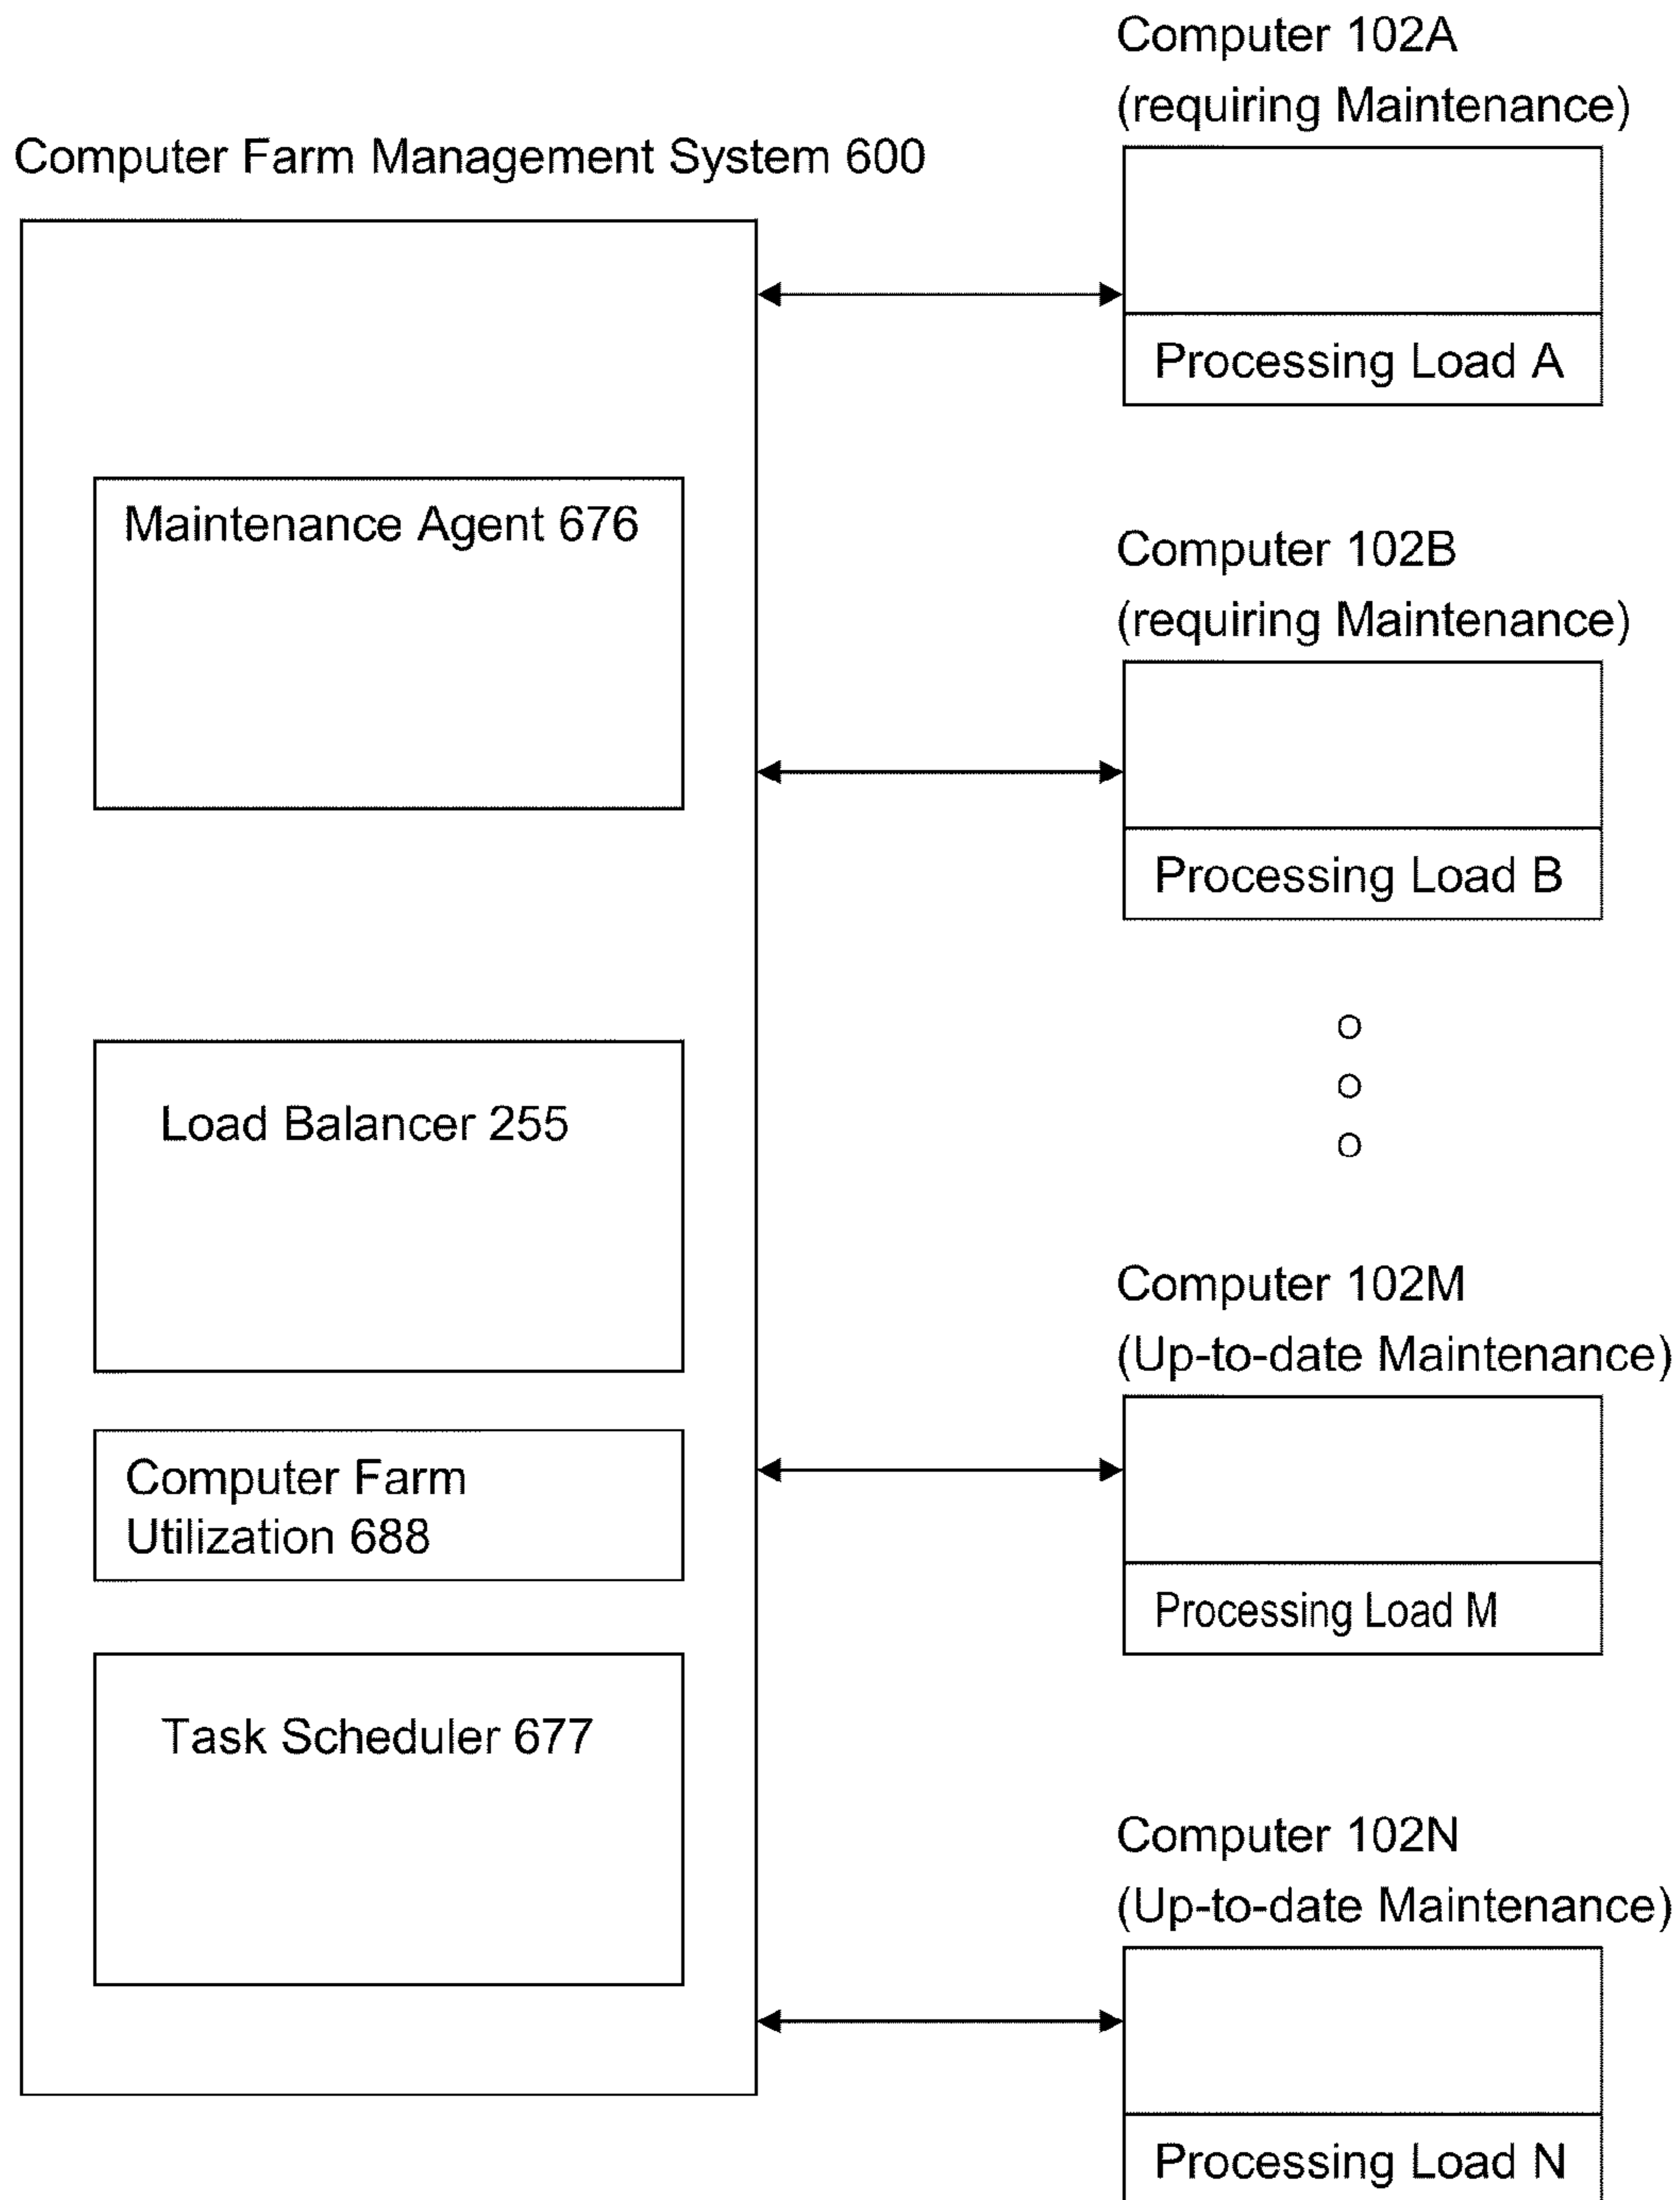 Computer Farm Management System 600
Maintenance Agent 676
Load Balancer 255
Computer Farm
Utilization 688
Task Scheduler 677
Computer 102A
(requiring Maintenance)
Processing Load A
Computer 102B
(requiring Maintenance)
Processing Load B
Computer 102M
(Up-to-date Maintenance)
Processing Load M
Computer 102N
(Up-to-date Maintenance)
Processing Load N